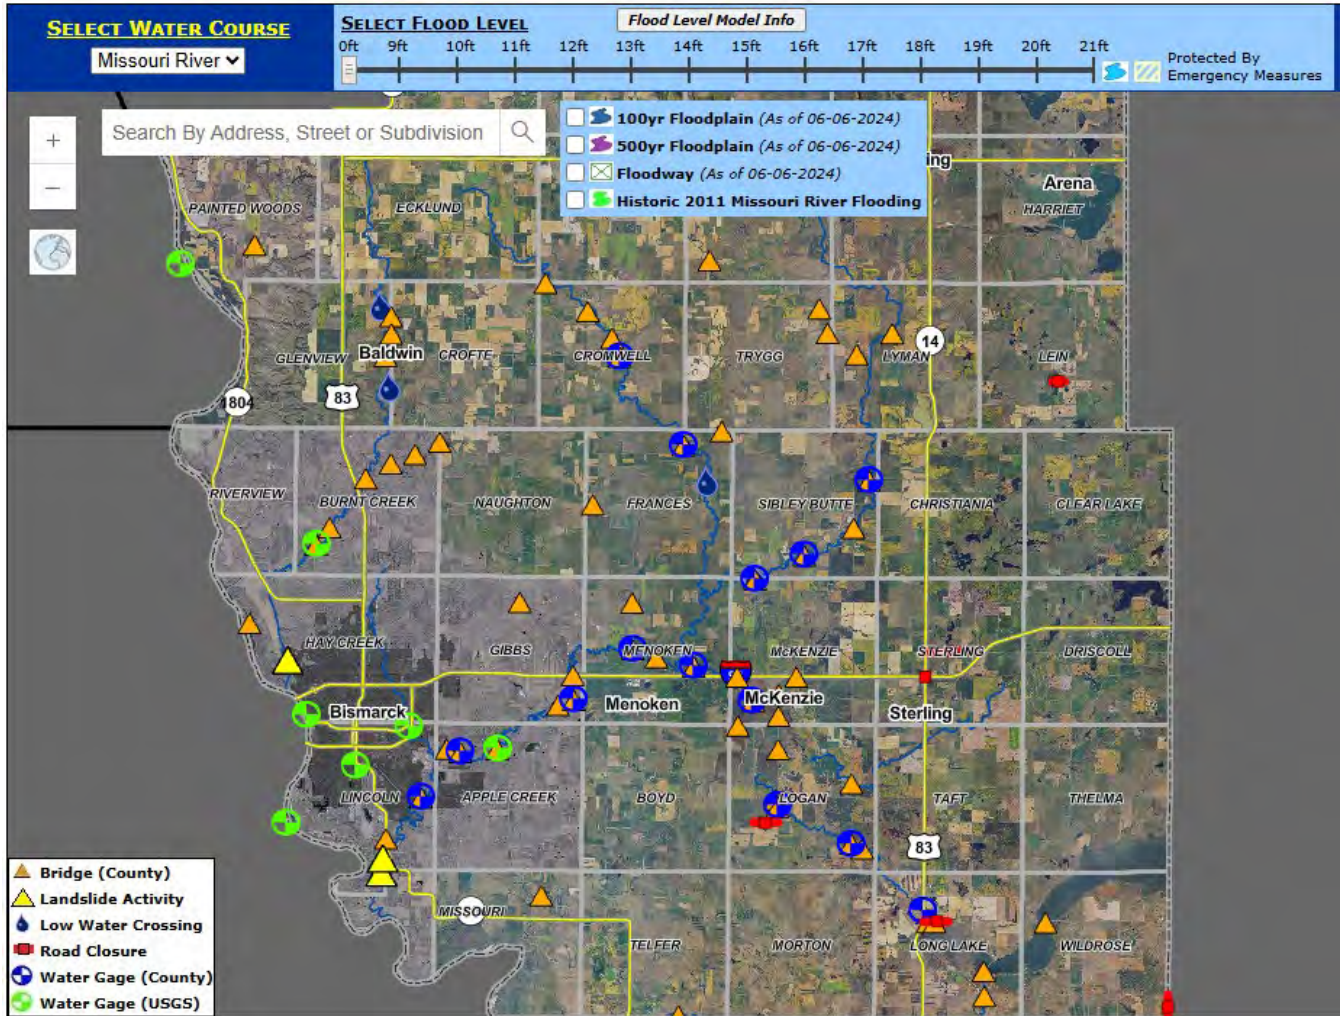 SELECT WATER COURSE
Missouri River
SELECT FLOOD LEVEL
Flood Level Model Info
0ft 9ft 10ft 11ft 12ft 13ft 14ft 15ft 16ft 17ft 18ft 19ft 20ft 21ft
Protected By
Emergency Measures
Search By Address, Street or Subdivision
100yr Floodplain (As of 06-06-2024)
500yr Floodplain (As of 06-06-2024)
Floodway (As of 06-06-2024)
Historic 2011 Missouri River Flooding
ing
Arena
PAINTED WOODS
ECKLUND
HARRIET
GLENVIEW
Baldwin
CROFTE
CROMWELL
TRYGG
LYMAN
14
LEIN
1804
83
RIVERVIEW
BURNT CREEK
NAUGHTON
FRANCES
SIBLEY BUTTE
CHRISTIANIA
CLEAR LAKE
HAY CREEK
GIBBS
MENOKEN
McKENZIE
STERLING
DRISCOLL
Bismarck
Menoken
McKenzie
Sterling
LINCOLN
APPLE CREEK
BOYD
LOGAN
TAFT
THELMA
83
MISSOURI
TELFER
MORTON
LONG LAKE
WILDROSE
Bridge (County)
Landslide Activity
Low Water Crossing
Road Closure
Water Gage (County)
Water Gage (USGS)